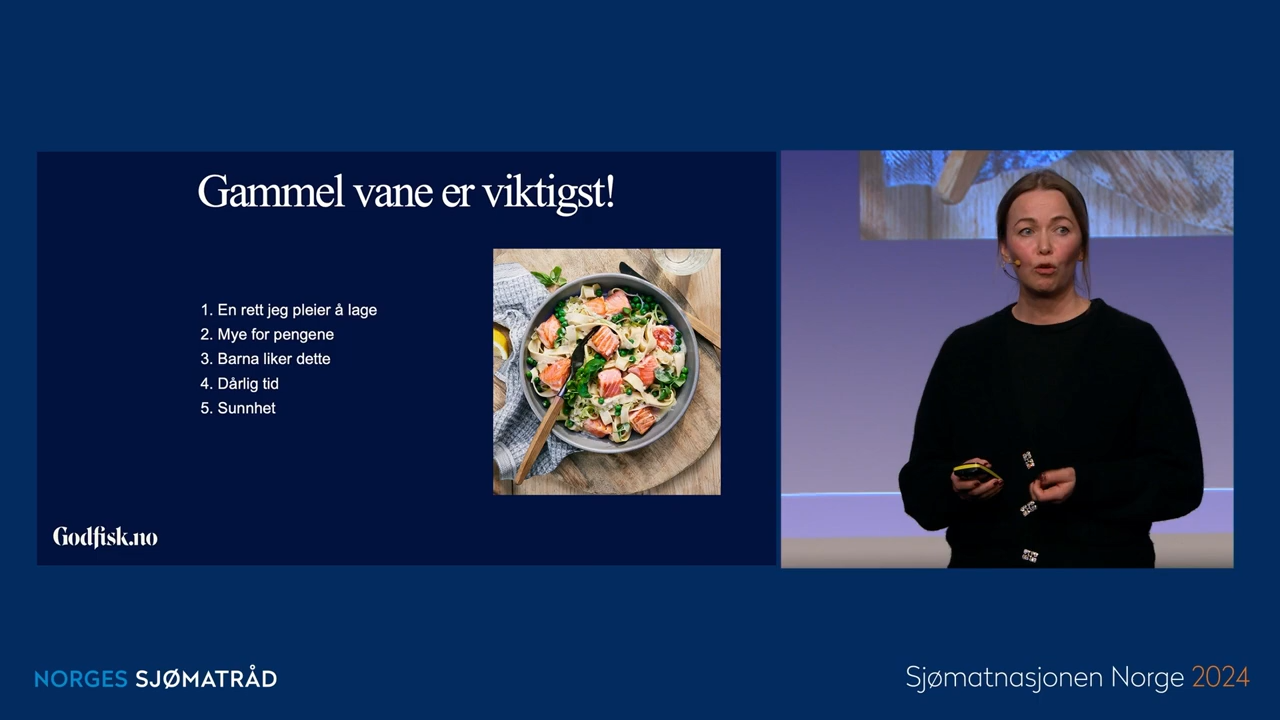 Gammel vane er viktigst!
1. En rett jeg pleier å lage
2. Mye for pengene
3. Barna liker dette
4. Dårlig tid
5. Sunnhet
Godfisk.no
NORGES SJØMATRÅD
Sjømatnasjonen Norge 2024